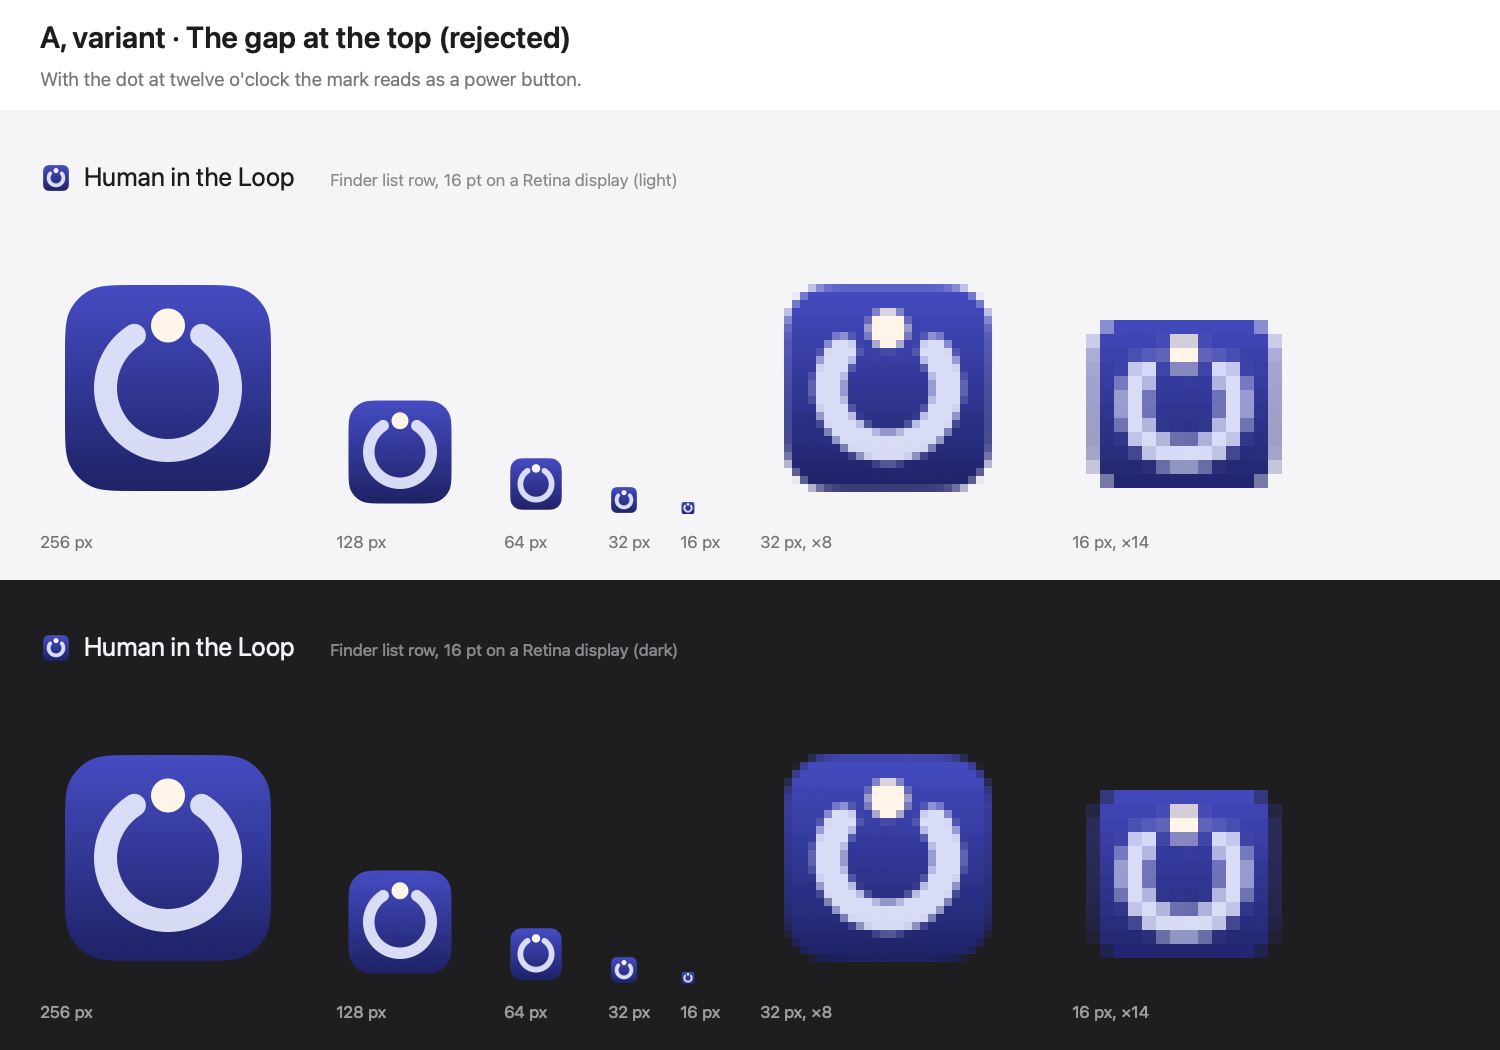 A, variant · The gap at the top (rejected)
With the dot at twelve o'clock the mark reads as a power button.
Human in the Loop
Finder list row, 16 pt on a Retina display (light)
256 px
128 px
64 px
32 px
16 px
32 px, ×8
16 px, ×14
Human in the Loop
Finder list row, 16 pt on a Retina display (dark)
256 px
128 px
64 px
32 px
16 px
32 px, ×8
16 px, ×14